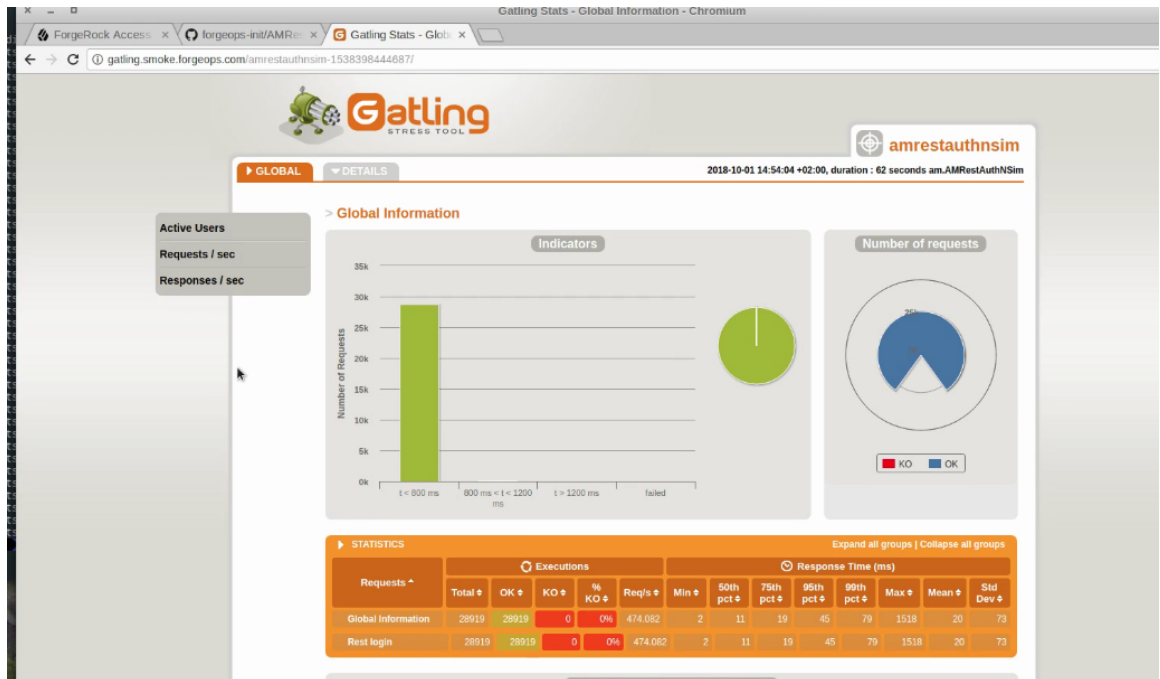 Gatling Stats - Global Information - Chromium
ForgeRock Access
forgeops-init/AMRes
Gatling Stats - Glob
gatling.smoke.forgeops.com/amrestauthnsim-1538398444687/
Gatling
STRESS TOOL
amrestauthnsim
GLOBAL
DETAILS
2018-10-01 14:54:04 +02:00, duration : 62 seconds am.AMRestAuthNSim
> Global Information
Active Users
Requests / sec
Responses / sec
Indicators
Number of Requests
35k
30k
25k
20k
15k
10k
5k
0k
t < 800 ms
800 ms < t < 1200 ms
t > 1200 ms
failed
Number of requests
25k
KO
OK
STATISTICS
Expand all groups | Collapse all groups
Requests
Executions
Response Time (ms)
Total OK KO % KO Req/s Min 50th pct 75th pct 95th pct 99th pct Max Mean Std Dev
Global Information 28919 28919 0 0% 474.082 2 11 19 45 79 1518 20 73
Rest login 28919 28919 0 0% 474.082 2 11 19 45 79 1518 20 73